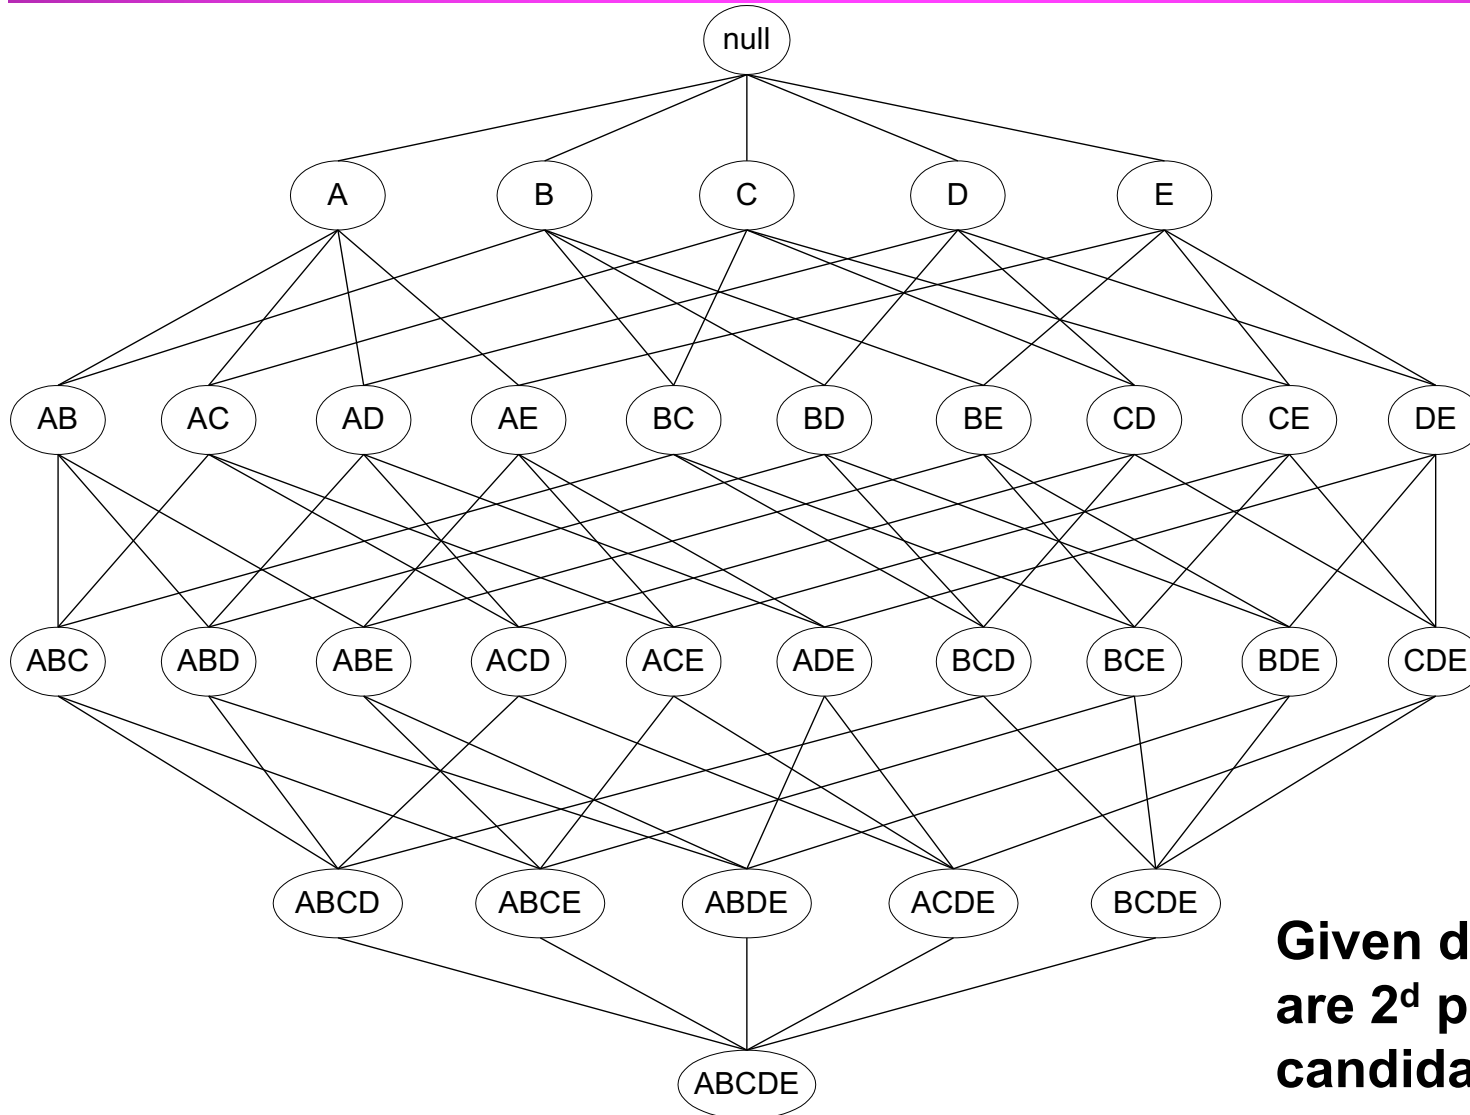 null
A B C D E
AB AC AD AE BC BD BE CD CE DE
ABC ABD ABE ACD ACE ADE BCD BCE BDE CDE
ABCD ABCE ABDE ACDE BCDE
ABCDE
Given d
are 2ᵈ p
candida